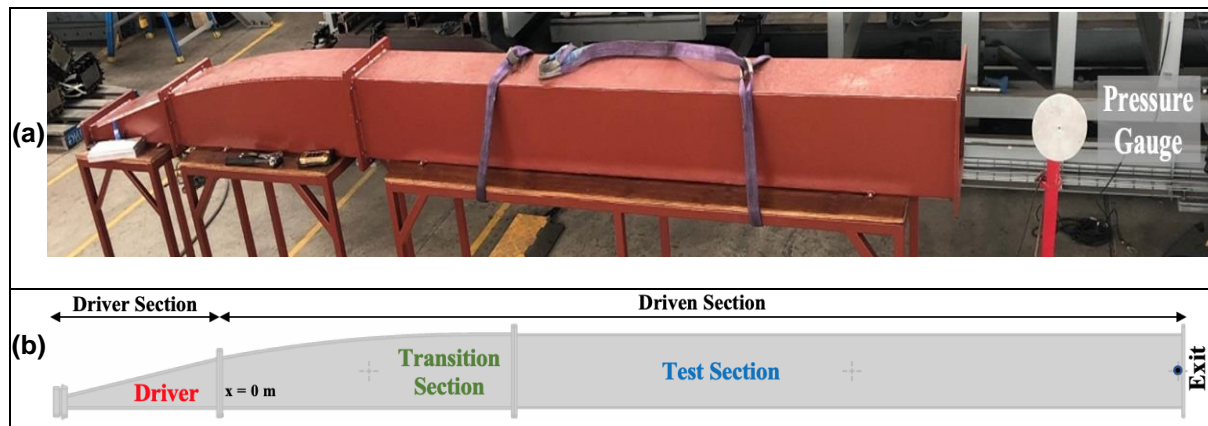 (a)
Pressure
Gauge
Driver Section
Driven Section
(b)
Driver
x = 0 m
Transition
Section
Test Section
Exit